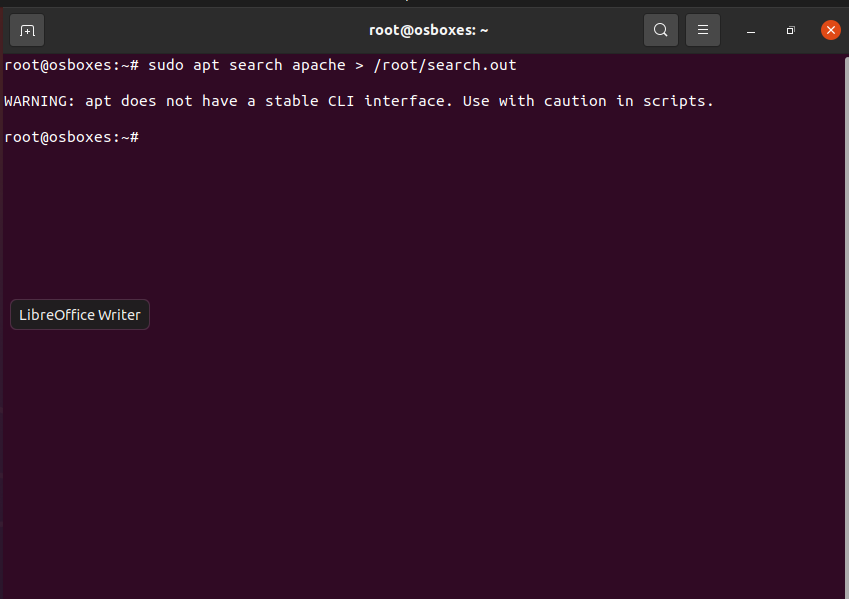 root@osboxes: ~
root@osboxes:~# sudo apt search apache > /root/search.out
WARNING: apt does not have a stable CLI interface. Use with caution in scripts.
root@osboxes:~#
LibreOffice Writer